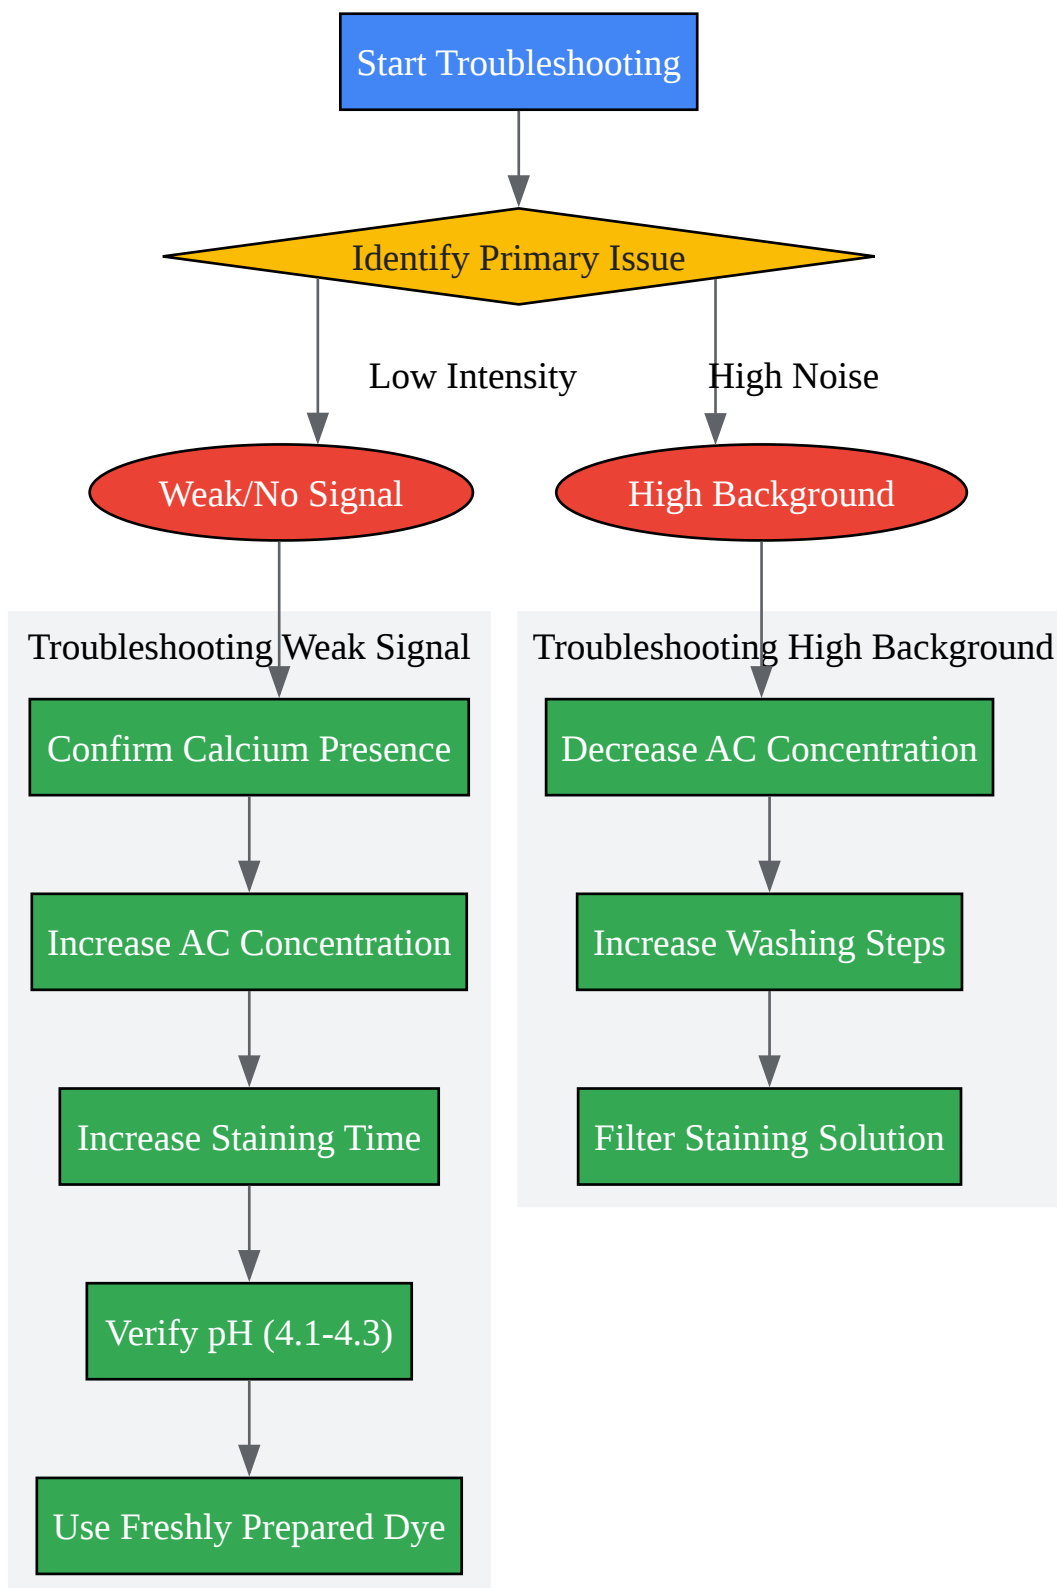 Start Troubleshooting
Identify Primary Issue
Low Intensity
High Noise
Weak/No Signal
High Background
Troubleshooting Weak Signal
Confirm Calcium Presence
Increase AC Concentration
Increase Staining Time
Verify pH (4.1-4.3)
Use Freshly Prepared Dye
Troubleshooting High Background
Decrease AC Concentration
Increase Washing Steps
Filter Staining Solution